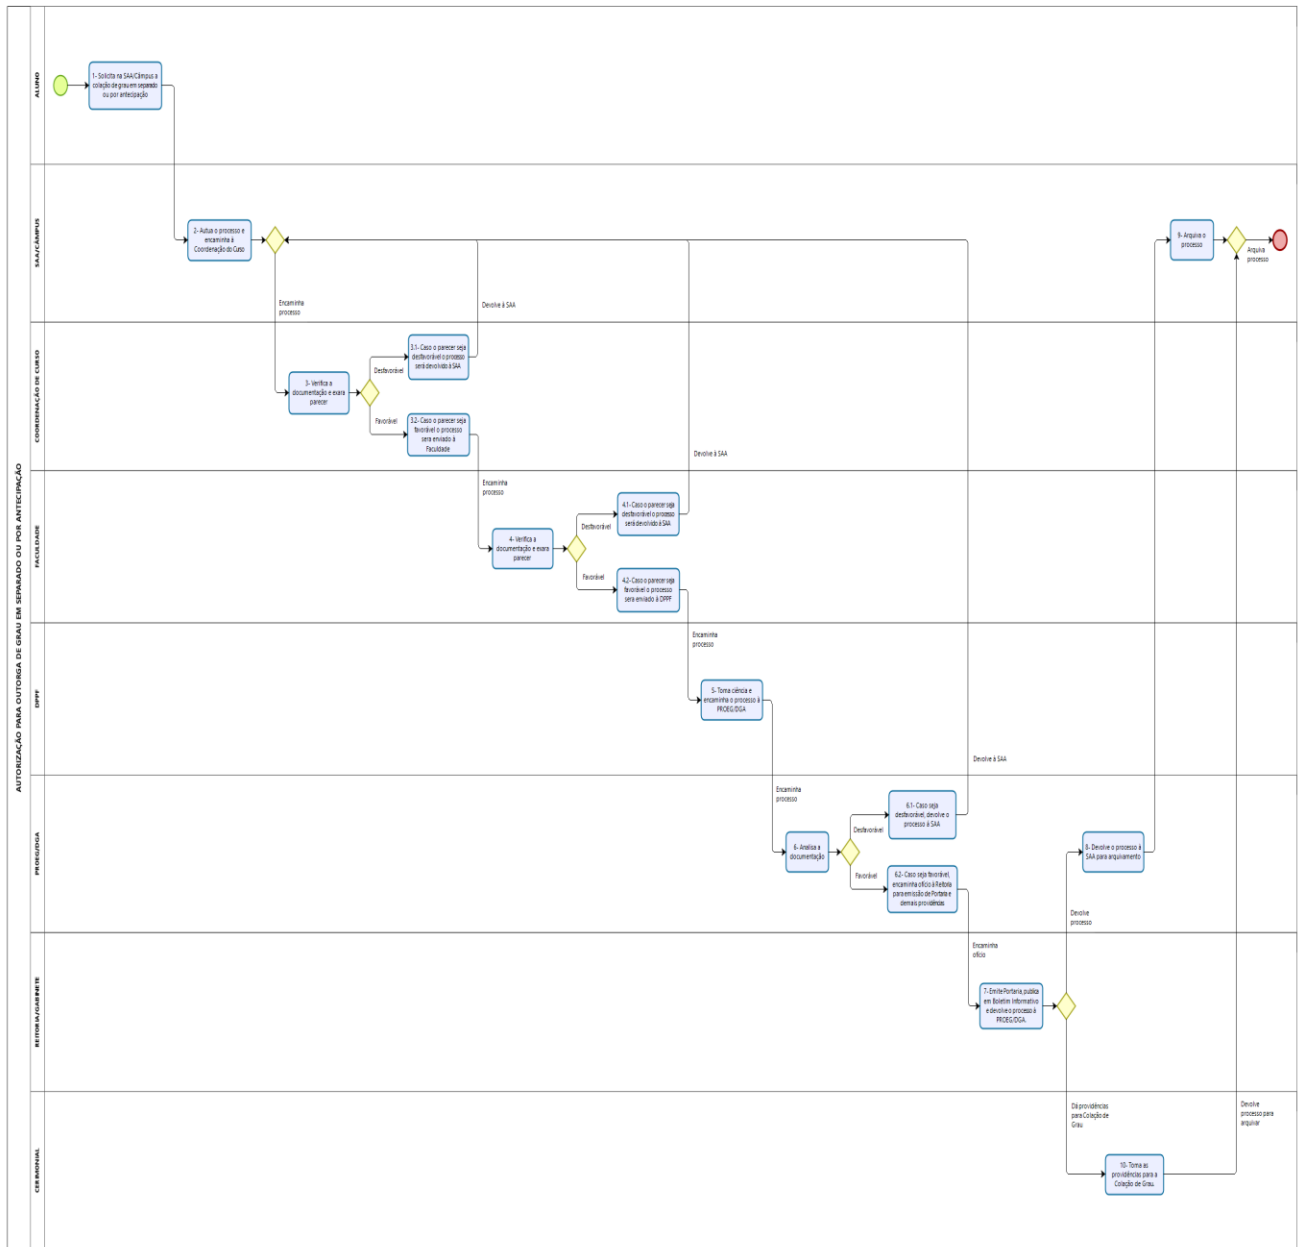 AUTORIZAÇÃO PARA OUTORGA DE GRAU EM SEPARADO OU POR ANTECIPAÇÃO
ALUNO
1- Solicita na SAA/Câmpus a
colação de grau em separado
ou por antecipação
SAA/CÂMPUS
2- Autua o processo e
encaminha à
Coordenação do Curso
Encaminha
processo
Devolve à SAA
9- Arquiva o
processo
Arquiva
processo
COORDENAÇÃO DE CURSO
3- Verifica a
documentação e exara
parecer
Desfavorável
3.1- Caso o parecer seja
desfavorável o processo
será devolvido à SAA
Favorável
3.2- Caso o parecer seja
favorável o processo
sera enviado à
Faculdade
Devolve à SAA
FACULDADE
Encaminha
processo
4- Verifica a
documentação e exara
parecer
Desfavorável
4.1- Caso o parecer seja
desfavorável o processo
será devolvido à SAA
Favorável
4.2- Caso o parecer seja
favorável o processo
sera enviado à DPPF
DPPF
Encaminha
processo
5- Toma ciência e
encaminha o processo à
PROEG/DGA
Devolve à SAA
PROEG/DGA
Encaminha
processo
6- Analisa a
documentação
Desfavorável
6.1- Caso seja
desfavorável, devolve o
processo à SAA
Favorável
6.2- Caso seja favorável,
encaminha ofício à Reitoria
para emissão de Portaria e
demais providências
8- Devolve o processo à
SAA para arquivamento
Devolve
processo
REITORIA/GABINETE
Encaminha
ofício
7- Emite Portaria, publica
em Boletim Informativo
e devolve o processo à
PROEG/DGA.
CERIMONIAL
Dá providências
para Colação de
Grau
10- Toma as
providências para a
Colação de Grau.
Devolve
processo para
arquivar